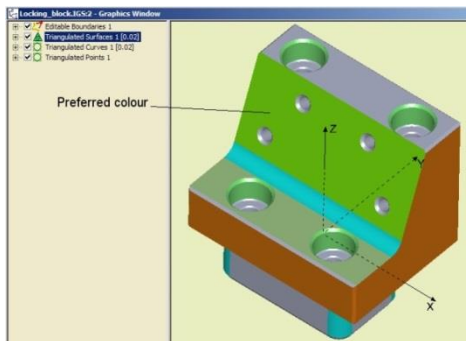 Locking_block.IGS:2 - Graphics Window
Editable Boundaries 1
Triangulated Surfaces 1 [0.02]
Triangulated Curves 1 [0.02]
Triangulated Points 1
Preferred colour
Z
Y
X